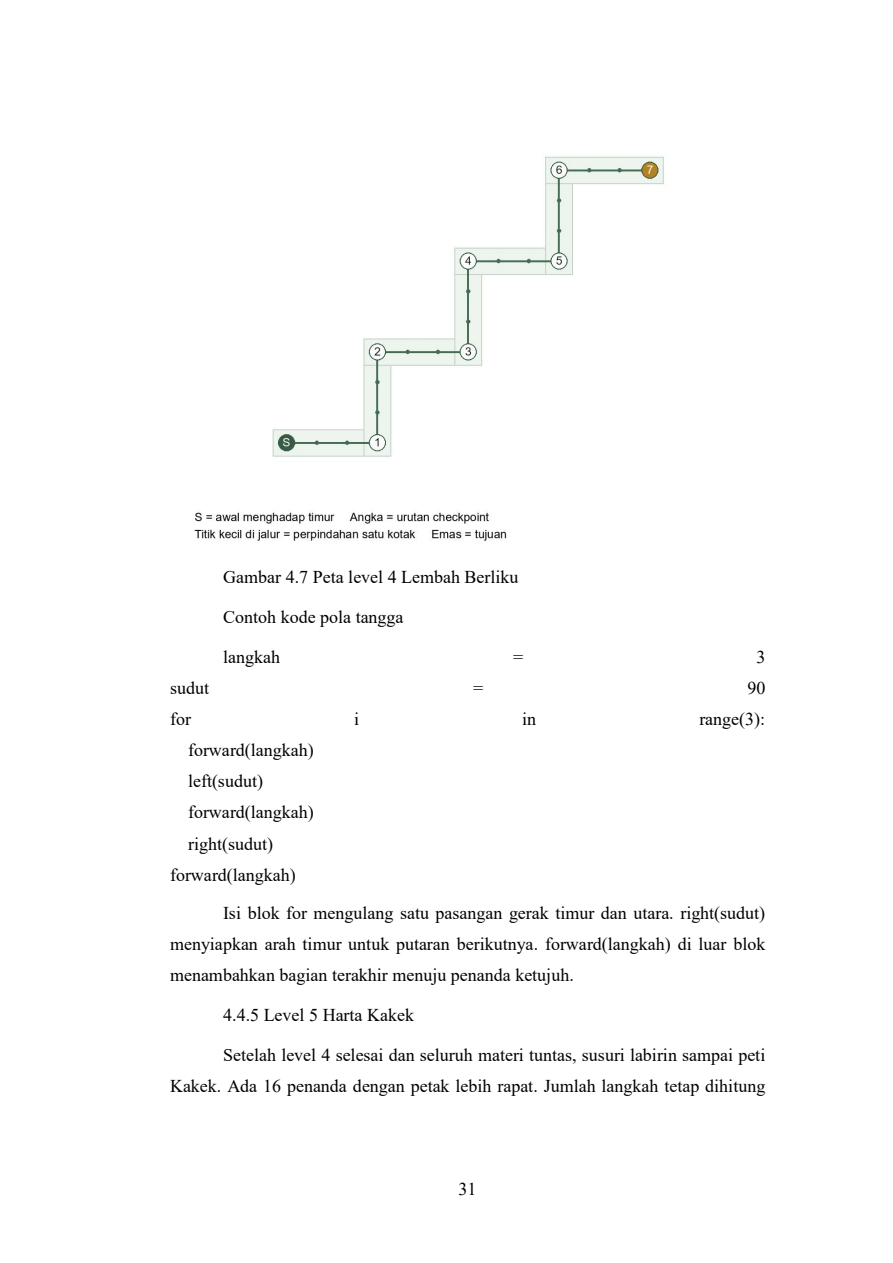 6 7
4 5
2 3
S 1
S = awal menghadap timur Angka = urutan checkpoint
Titik kecil di jalur = perpindahan satu kotak Emas = tujuan
Gambar 4.7 Peta level 4 Lembah Berliku
Contoh kode pola tangga
langkah = 3
sudut = 90
for i in range(3):
forward(langkah)
left(sudut)
forward(langkah)
right(sudut)
forward(langkah)
Isi blok for mengulang satu pasangan gerak timur dan utara. right(sudut)
menyiapkan arah timur untuk putaran berikutnya. forward(langkah) di luar blok
menambahkan bagian terakhir menuju penanda ketujuh.
4.4.5 Level 5 Harta Kakek
Setelah level 4 selesai dan seluruh materi tuntas, susuri labirin sampai peti
Kakek. Ada 16 penanda dengan petak lebih rapat. Jumlah langkah tetap dihitung
31